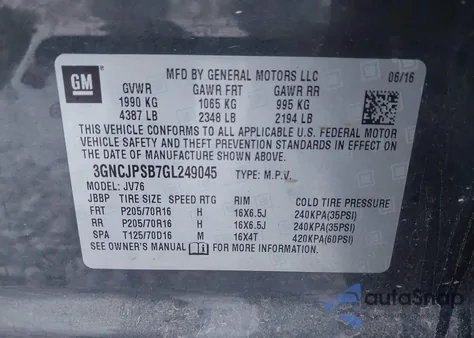 GM
MFD BY GENERAL MOTORS LLC
06/16
GVWR GAWR FRT GAWR RR
1990 KG 1065 KG 995 KG
4387 LB 2348 LB 2194 LB
THIS VEHICLE CONFORMS TO ALL APPLICABLE U.S. FEDERAL MOTOR
VEHICLE SAFETY, BUMPER, AND THEFT PREVENTION STANDARDS IN
EFFECT ON THE DATE OF MANUFACTURE SHOWN ABOVE.
3GNCJPSB7GL249045 TYPE: M.P.V.
MODEL: JV76
JBBP TIRE SIZE SPEED RTG RIM COLD TIRE PRESSURE
FRT P205/70R16 H 16X6.5J 240KPA(35PSI)
RR P205/70R16 H 16X6.5J 240KPA(35PSI)
SPA T125/70D16 M 16X4T 420KPA(60PSI)
SEE OWNER'S MANUAL FOR MORE INFORMATION.
autoSnap